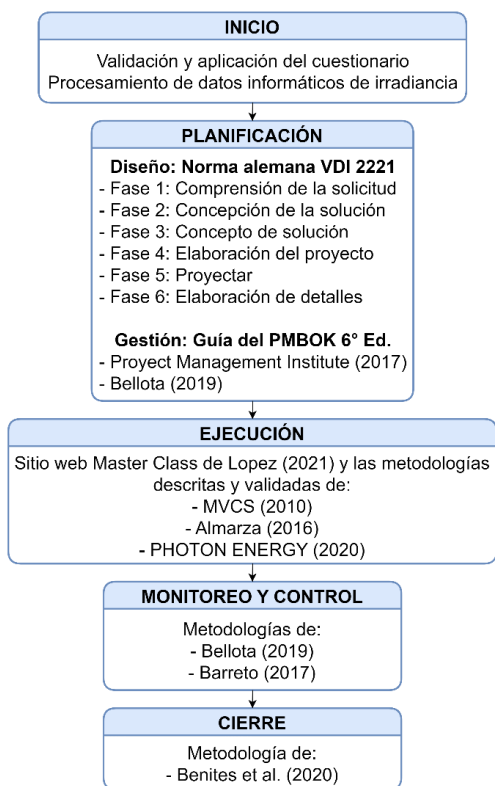 INICIO
Validación y aplicación del cuestionario
Procesamiento de datos informáticos de irradiancia
PLANIFICACIÓN
Diseño: Norma alemana VDI 2221
- Fase 1: Comprensión de la solicitud
- Fase 2: Concepción de la solución
- Fase 3: Concepto de solución
- Fase 4: Elaboración del proyecto
- Fase 5: Proyectar
- Fase 6: Elaboración de detalles
Gestión: Guía del PMBOK 6° Ed.
- Proyect Management Institute (2017)
- Bellota (2019)
EJECUCIÓN
Sitio web Master Class de Lopez (2021) y las metodologías
descritas y validadas de:
- MVCS (2010)
- Almarza (2016)
- PHOTON ENERGY (2020)
MONITOREO Y CONTROL
Metodologías de:
- Bellota (2019)
- Barreto (2017)
CIERRE
Metodología de:
- Benites et al. (2020)